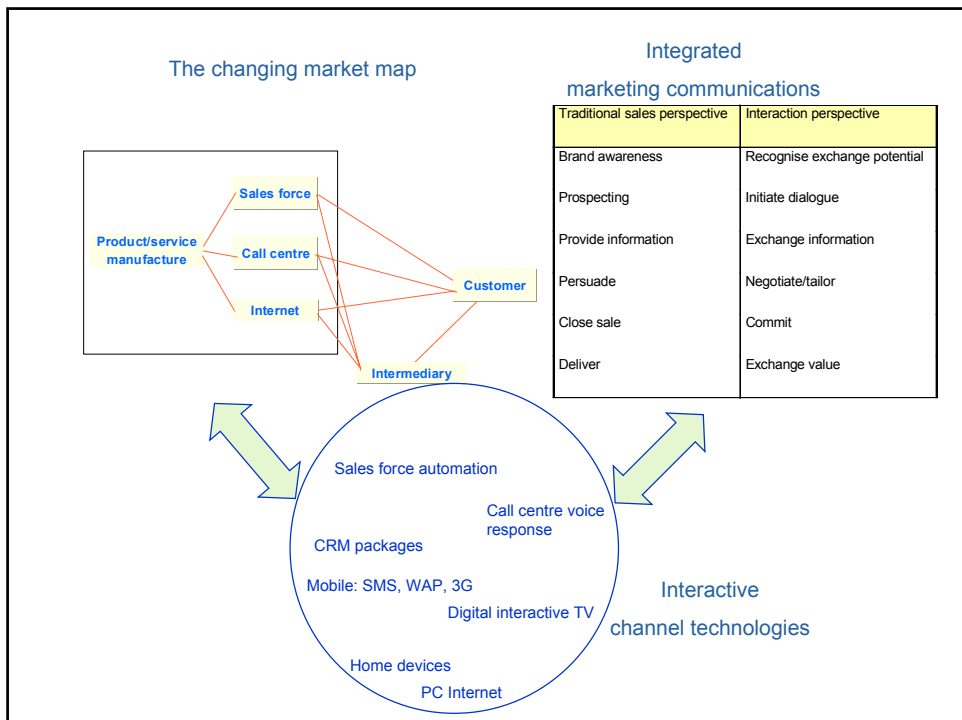 The changing market map
Integrated
marketing communications
Sales force
Product/service
manufacture
Call centre
Internet
Customer
Intermediary
Traditional sales perspective Interaction perspective
Brand awareness Recognise exchange potential
Prospecting Initiate dialogue
Provide information Exchange information
Persuade Negotiate/tailor
Close sale Commit
Deliver Exchange value
Sales force automation
Call centre voice
response
CRM packages
Mobile: SMS, WAP, 3G
Digital interactive TV
Home devices
PC Internet
Interactive
channel technologies